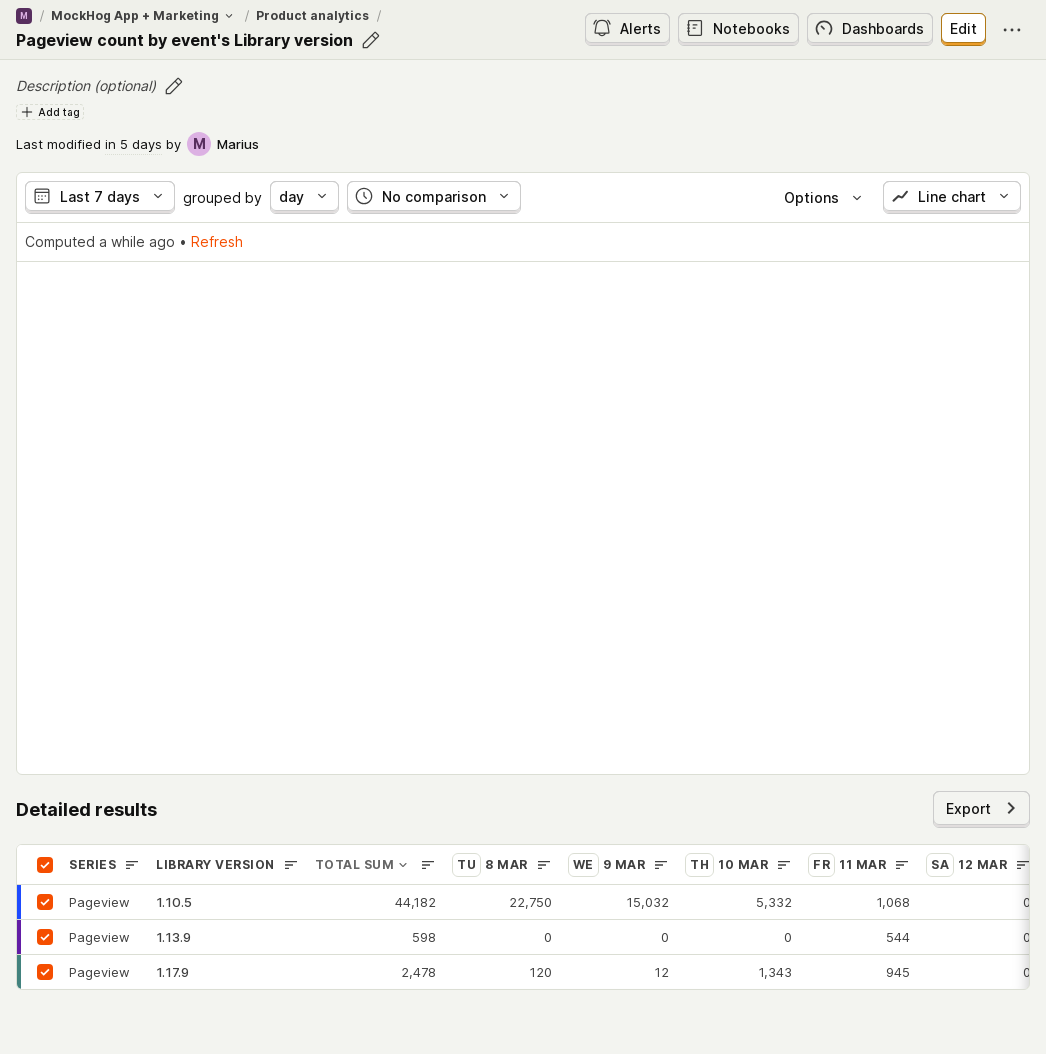 M / MockHog App + Marketing / Product analytics /
Pageview count by event's Library version
Alerts Notebooks Dashboards Edit
Description (optional)
Add tag
Last modified in 5 days by M Marius
Last 7 days grouped by day No comparison Options Line chart
Computed a while ago • Refresh
Detailed results
Export
SERIES LIBRARY VERSION TOTAL SUM TU 8 MAR WE 9 MAR TH 10 MAR FR 11 MAR SA 12 MAR
Pageview 1.10.5 44,182 22,750 15,032 5,332 1,068 0
Pageview 1.13.9 598 0 0 0 544 0
Pageview 1.17.9 2,478 120 12 1,343 945 0